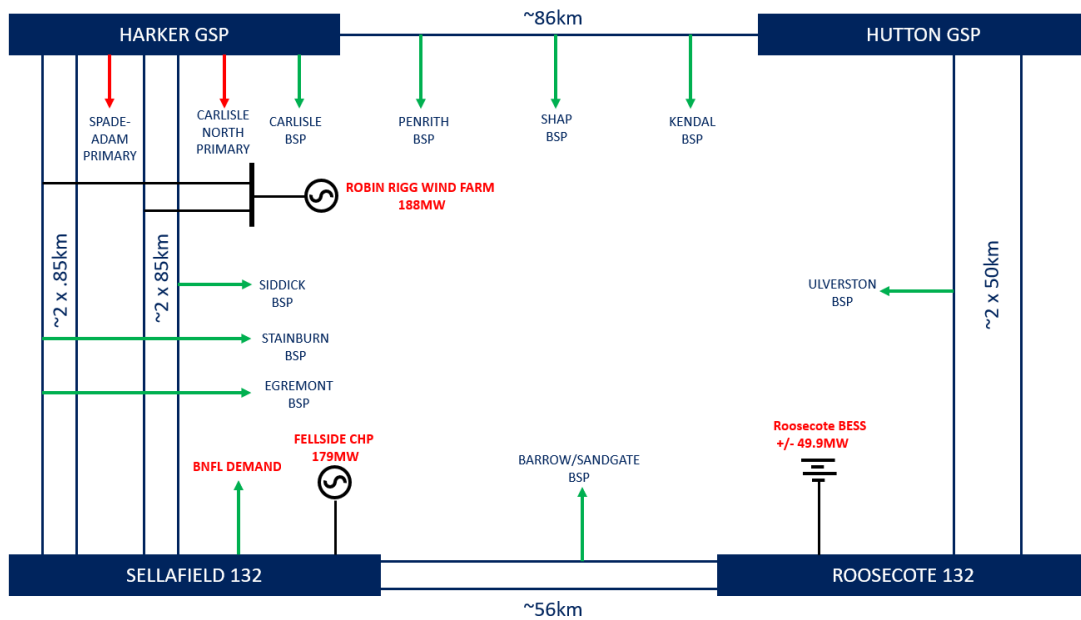 ~86km
HARKER GSP
HUTTON GSP
SPADE-
ADAM
PRIMARY
CARLISLE
NORTH
PRIMARY
CARLISLE
BSP
PENRITH
BSP
SHAP
BSP
KENDAL
BSP
ROBIN RIGG WIND FARM
188MW
~2 x .85km
~2 x 85km
SIDDICK
BSP
ULVERSTON
BSP
~2 x 50km
STAINBURN
BSP
EGREMONT
BSP
FELLSIDE CHP
179MW
BNFL DEMAND
Roosecote BESS
+/- 49.9MW
BARROW/SANDGATE
BSP
SELLAFIELD 132
ROOSECOTE 132
~56km